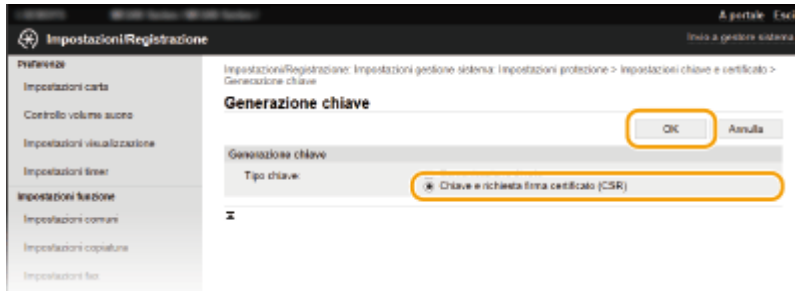 A portale Esci
Impostazioni/Registrazione
Invio a gestore sistema
Preferenze
Impostazioni carta
Controllo volume suono
Impostazioni visualizzazione
Impostazioni timer
Impostazioni funzione
Impostazioni comuni
Impostazioni copiatura
Impostazioni fax
Impostazioni/Registrazione: Impostazioni gestione sistema: Impostazioni protezione > Impostazioni chiave e certificato >
Generazione chiave
Generazione chiave
OK Annulla
Generazione chiave
Tipo chiave:
Chiave e richiesta firma certificato (CSR)